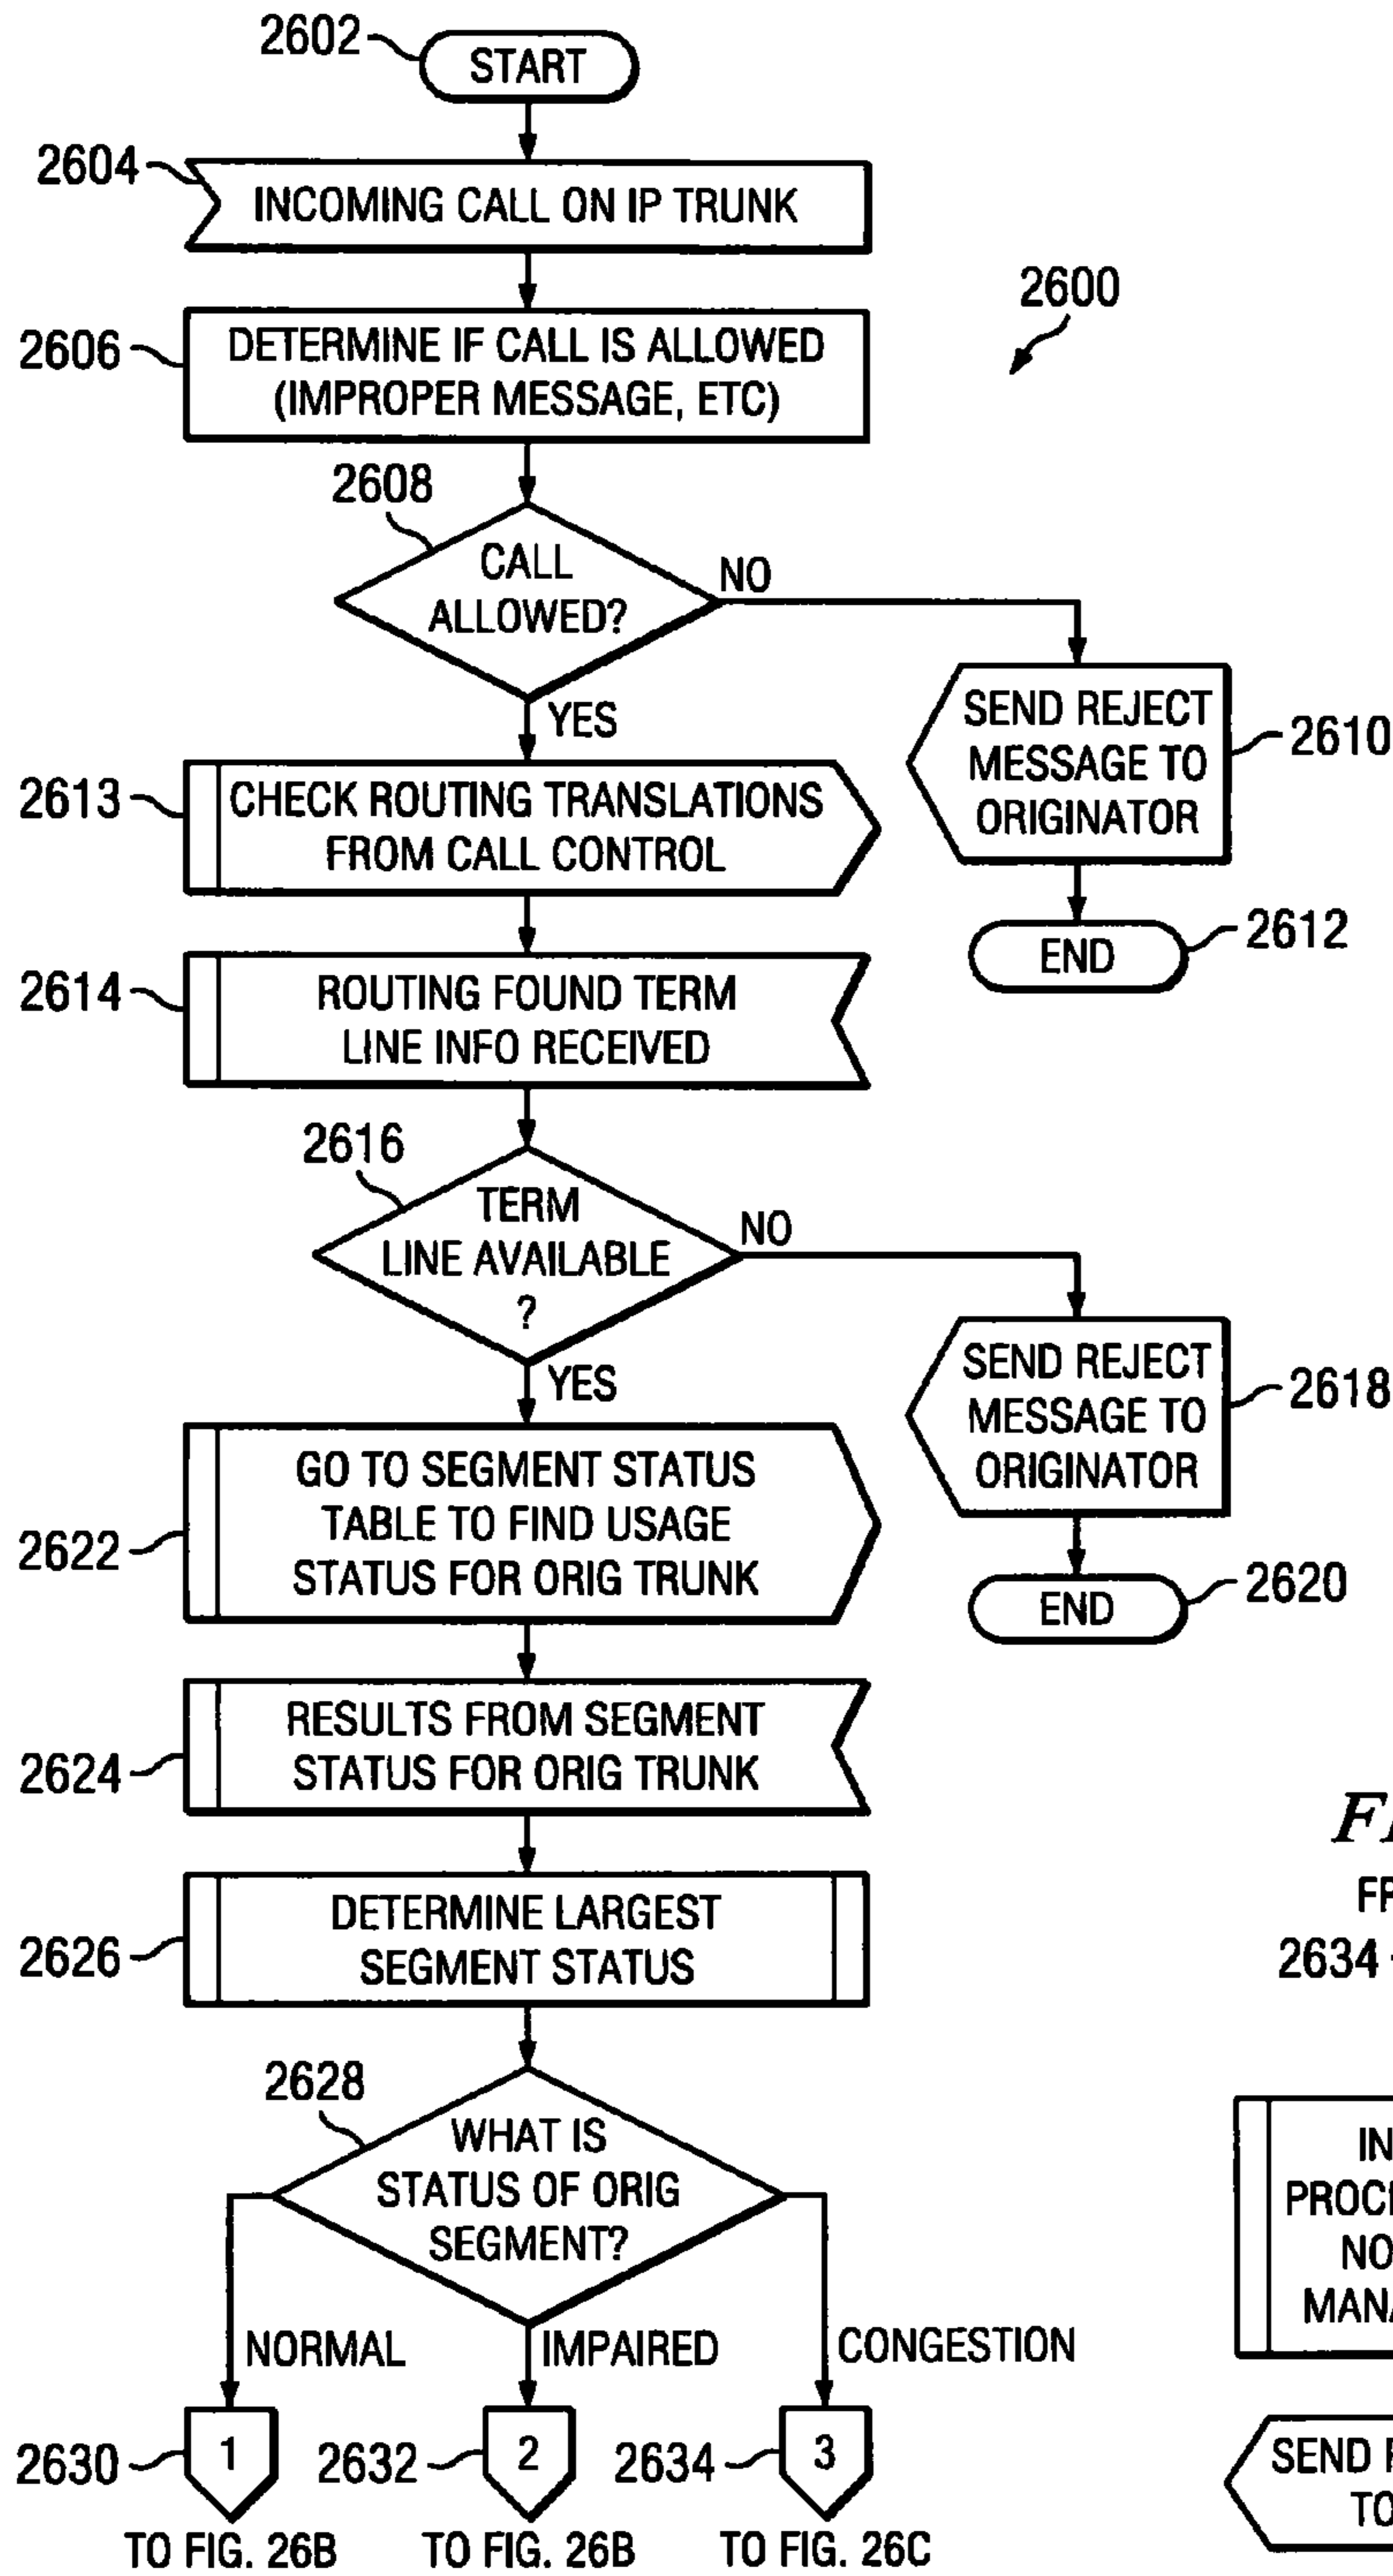 2602
START
2604
INCOMING CALL ON IP TRUNK
2600
2606
DETERMINE IF CALL IS ALLOWED
(IMPROPER MESSAGE, ETC)
2608
CALL
ALLOWED?
NO
YES
SEND REJECT
MESSAGE TO
ORIGINATOR
2610
END
2612
2613
CHECK ROUTING TRANSLATIONS
FROM CALL CONTROL
2614
ROUTING FOUND TERM
LINE INFO RECEIVED
2616
TERM
LINE AVAILABLE
?
NO
YES
SEND REJECT
MESSAGE TO
ORIGINATOR
2618
END
2620
2622
GO TO SEGMENT STATUS
TABLE TO FIND USAGE
STATUS FOR ORIG TRUNK
2624
RESULTS FROM SEGMENT
STATUS FOR ORIG TRUNK
2626
DETERMINE LARGEST
SEGMENT STATUS
2628
WHAT IS
STATUS OF ORIG
SEGMENT?
NORMAL
IMPAIRED
CONGESTION
2630
1
2632
2
2634
3
TO FIG. 26B
TO FIG. 26B
TO FIG. 26C
2634
SEND
TO